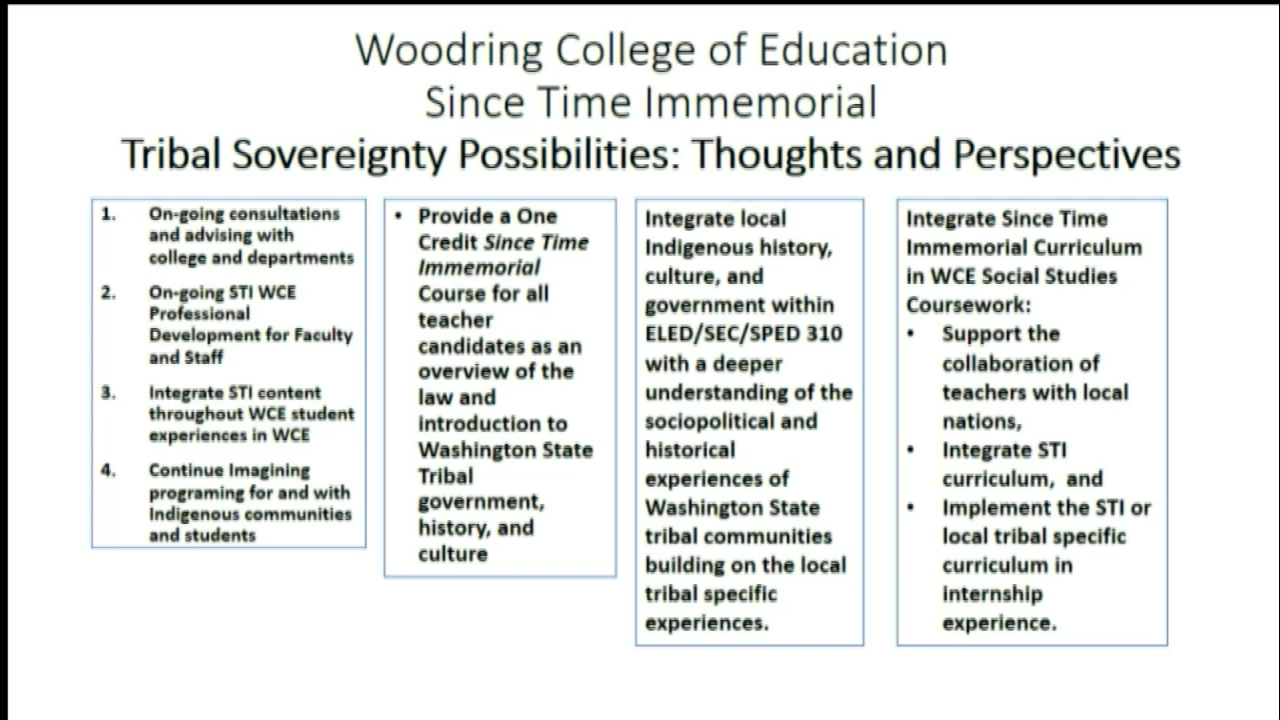 Woodring College of Education
Since Time Immemorial
Tribal Sovereignty Possibilities: Thoughts and Perspectives
1. On-going consultations
and advising with
college and departments
2. On-going STI WCE
Professional
Development for Faculty
and Staff
3. Integrate STI content
throughout WCE student
experiences in WCE
4. Continue Imagining
programing for and with
Indigenous communities
and students
• Provide a One
Credit Since Time
Immemorial
Course for all
teacher
candidates as an
overview of the
law and
introduction to
Washington State
Tribal
government,
history, and
culture
Integrate local
Indigenous history,
culture, and
government within
ELED/SEC/SPED 310
with a deeper
understanding of the
sociopolitical and
historical
experiences of
Washington State
tribal communities
building on the local
tribal specific
experiences.
Integrate Since Time
Immemorial Curriculum
in WCE Social Studies
Coursework:
• Support the
collaboration of
teachers with local
nations,
• Integrate STI
curriculum, and
• Implement the STI or
local tribal specific
curriculum in
internship
experience.